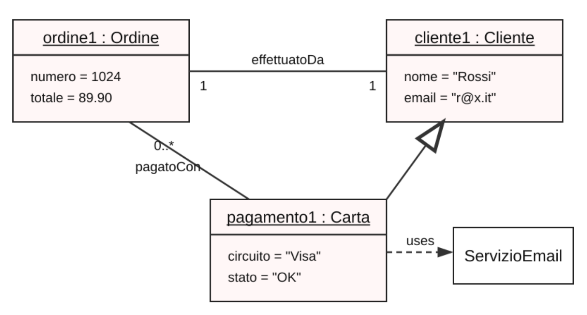 ordine1 : Ordine
numero = 1024
totale = 89.90
effettuatoDa
1
1
cliente1 : Cliente
nome = "Rossi"
email = "r@x.it"
0..*
pagatoCon
pagamento1 : Carta
circuito = "Visa"
stato = "OK"
uses
ServizioEmail